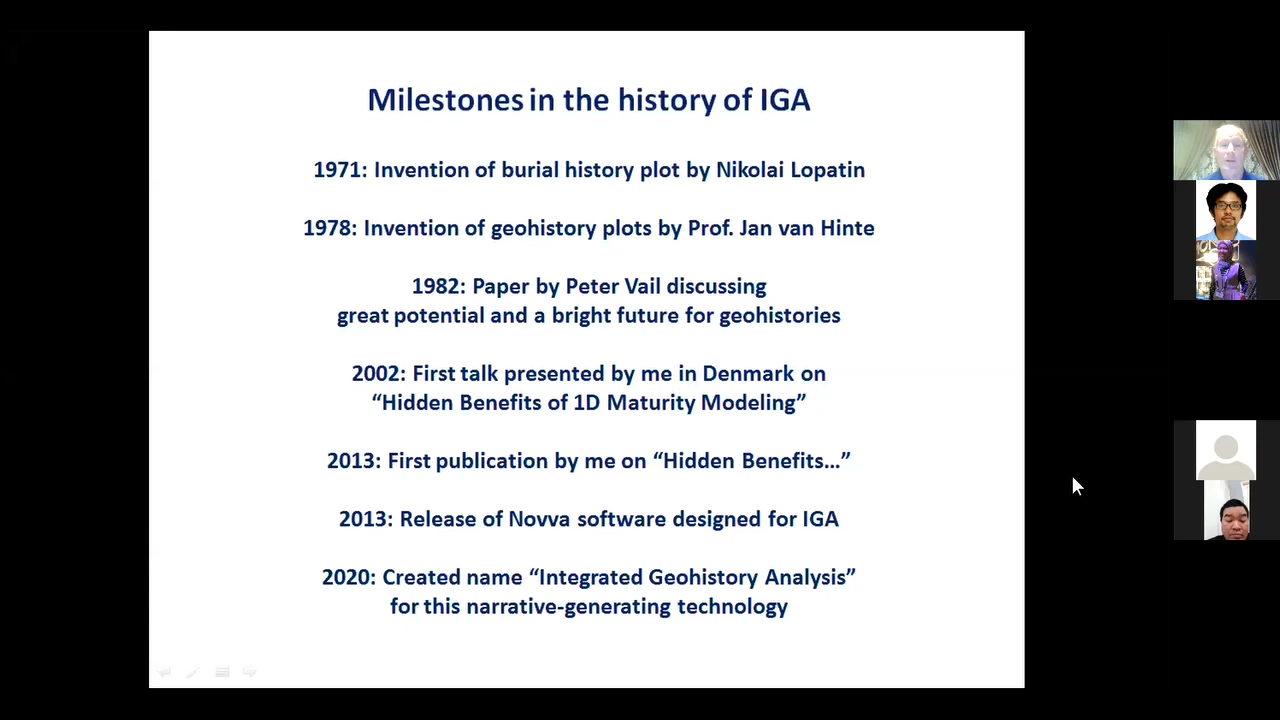 Milestones in the history of IGA
1971: Invention of burial history plot by Nikolai Lopatin
1978: Invention of geohistory plots by Prof. Jan van Hinte
1982: Paper by Peter Vail discussing
great potential and a bright future for geohistories
2002: First talk presented by me in Denmark on
“Hidden Benefits of 1D Maturity Modeling”
2013: First publication by me on “Hidden Benefits…”
2013: Release of Novva software designed for IGA
2020: Created name “Integrated Geohistory Analysis”
for this narrative-generating technology